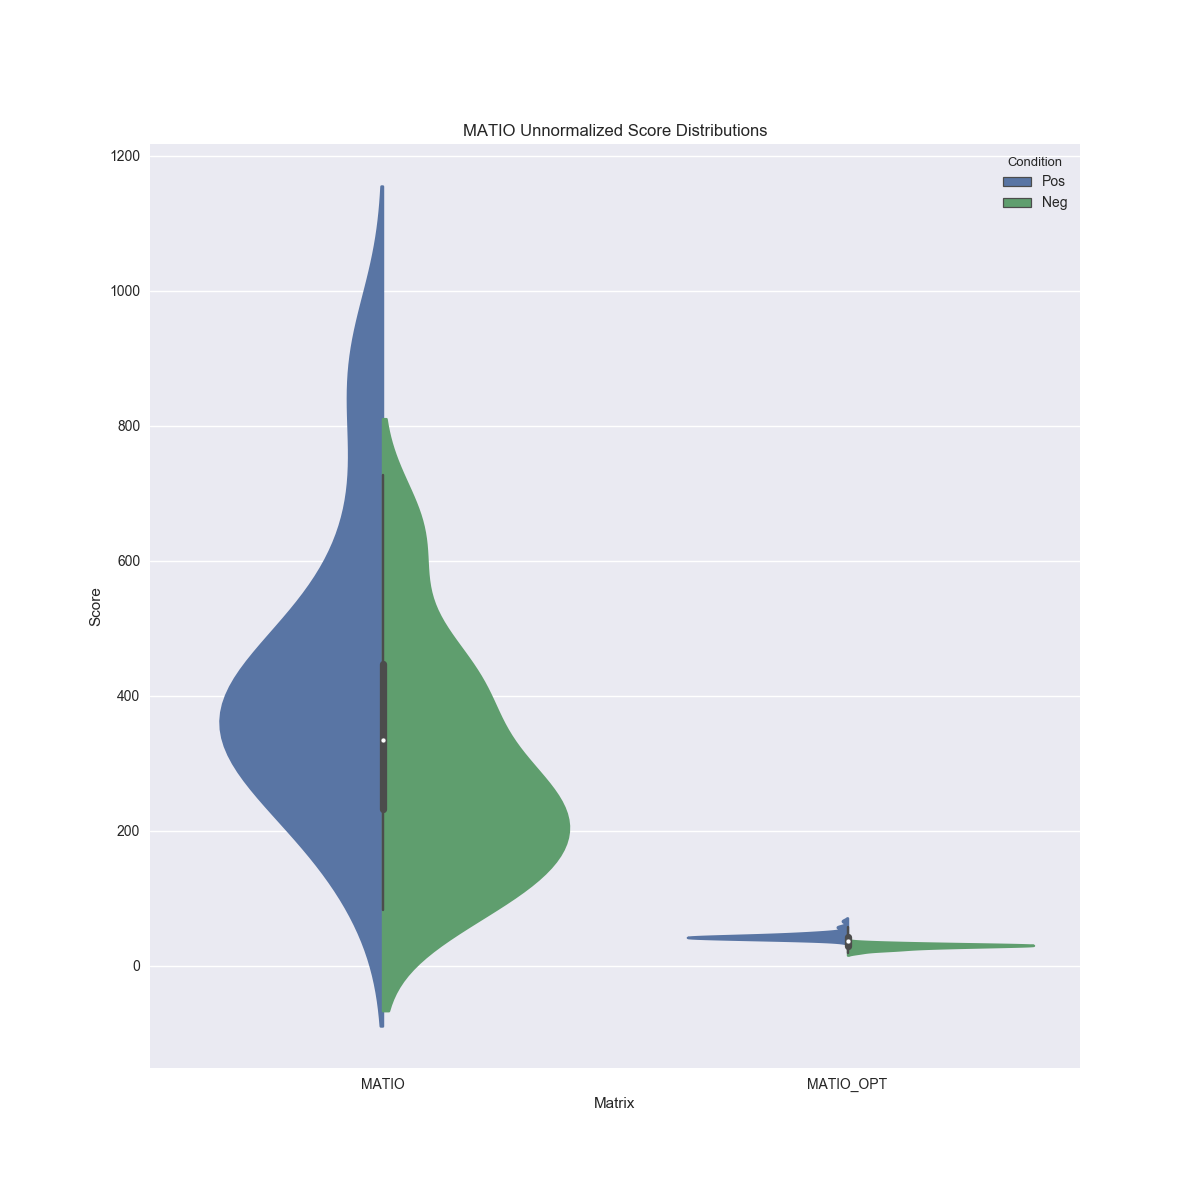 MATIO Unnormalized Score Distributions
Condition
Pos
Neg
1200
1000
800
600
400
200
0
Score
MATIO
MATIO_OPT
Matrix